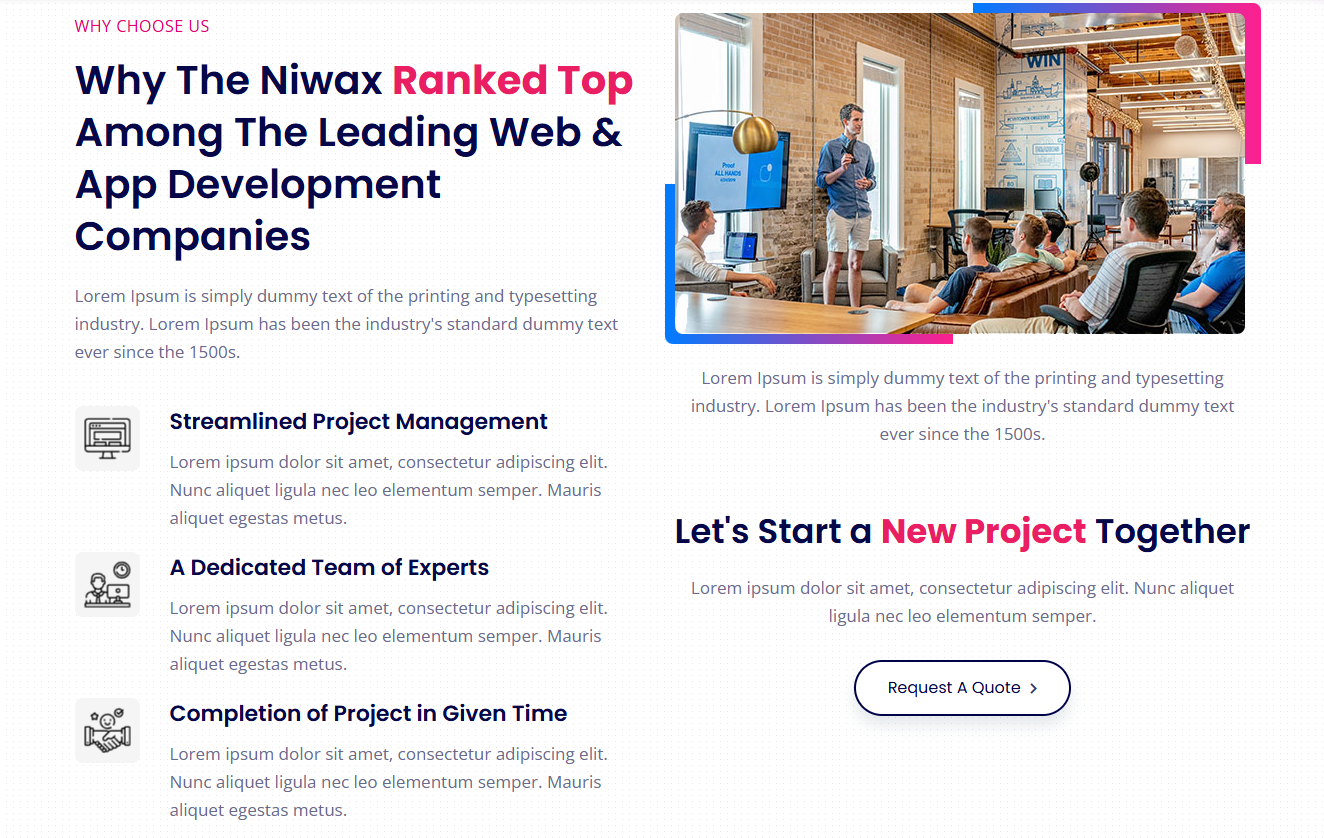 WHY CHOOSE US
Why The Niwax Ranked Top
Among The Leading Web &
App Development
Companies
Lorem Ipsum is simply dummy text of the printing and typesetting
industry. Lorem Ipsum has been the industry's standard dummy text
ever since the 1500s.
Streamlined Project Management
Lorem ipsum dolor sit amet, consectetur adipiscing elit.
Nunc aliquet ligula nec leo elementum semper. Mauris
aliquet egestas metus.
A Dedicated Team of Experts
Lorem ipsum dolor sit amet, consectetur adipiscing elit.
Nunc aliquet ligula nec leo elementum semper. Mauris
aliquet egestas metus.
Completion of Project in Given Time
Lorem ipsum dolor sit amet, consectetur adipiscing elit.
Nunc aliquet ligula nec leo elementum semper. Mauris
aliquet egestas metus.
WIN
Proof
ALL HANDS
Lorem Ipsum is simply dummy text of the printing and typesetting
industry. Lorem Ipsum has been the industry's standard dummy text
ever since the 1500s.
Let's Start a New Project Together
Lorem ipsum dolor sit amet, consectetur adipiscing elit. Nunc aliquet
ligula nec leo elementum semper.
Request A Quote